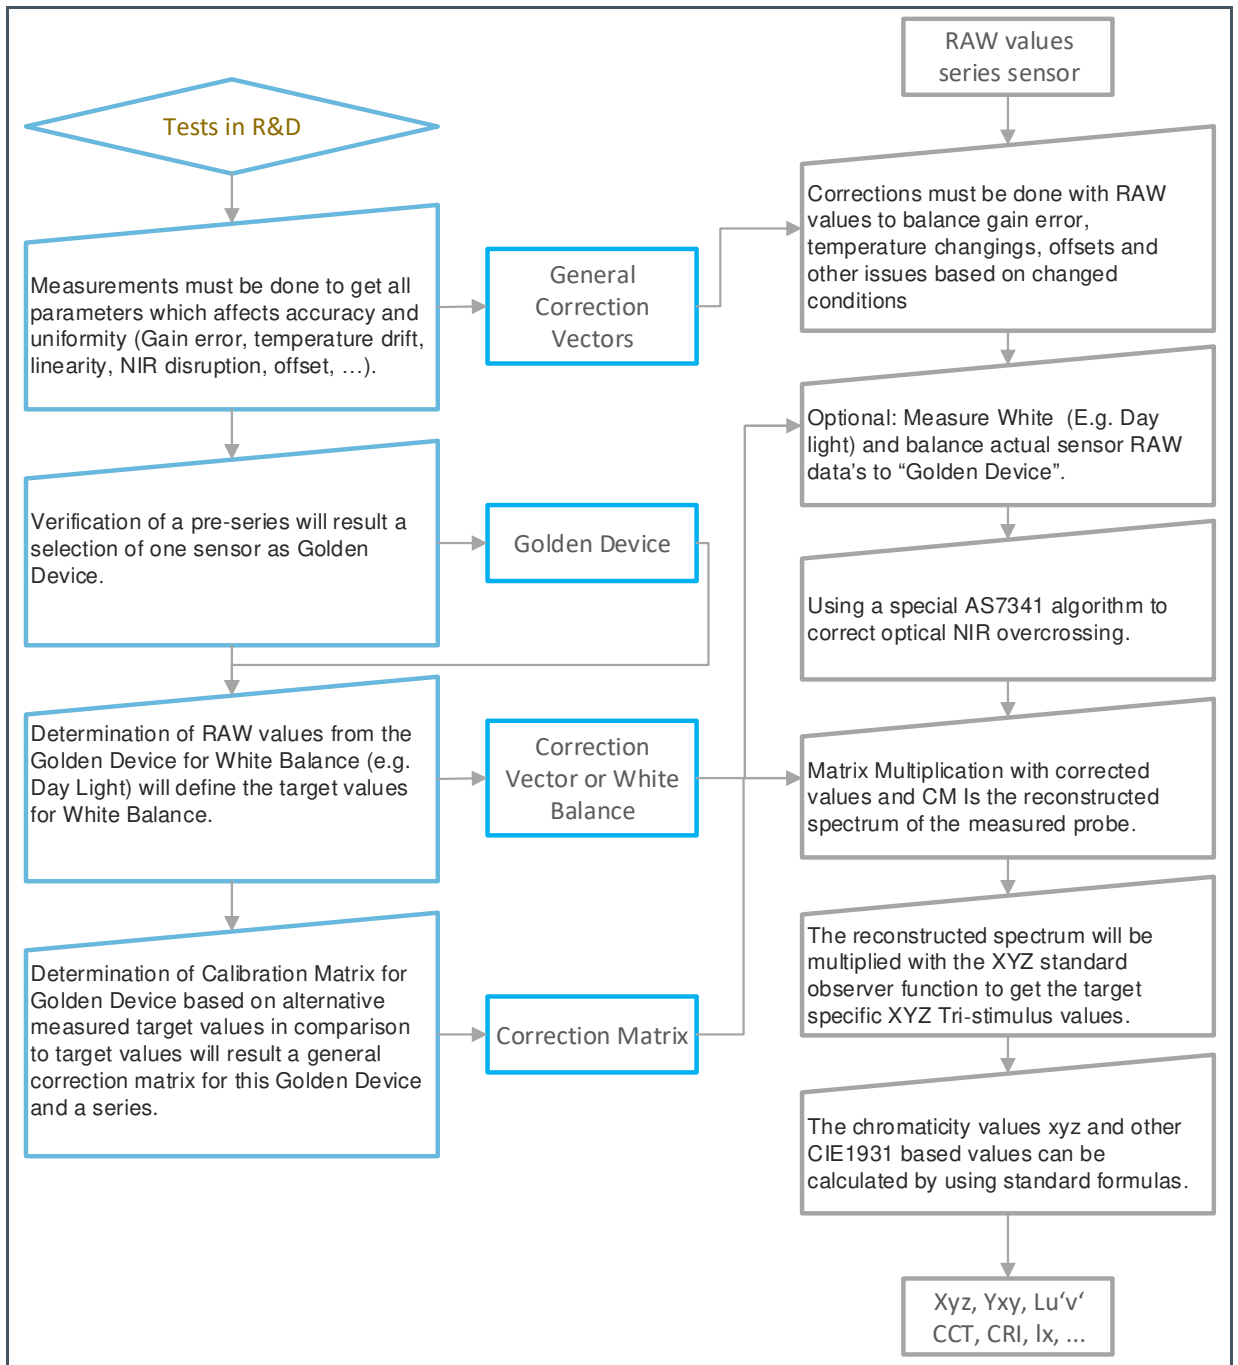 Tests in R&D
Measurements must be done to get all
parameters which affects accuracy and
uniformity (Gain error, temperature drift,
linearity, NIR disruption, offset, …).
General
Correction
Vectors
Verification of a pre-series will result a
selection of one sensor as Golden
Device.
Golden Device
Determination of RAW values from the
Golden Device for White Balance (e.g.
Day Light) will define the target values
for White Balance.
Correction
Vector or White
Balance
Determination of Calibration Matrix for
Golden Device based on alternative
measured target values in comparison
to target values will result a general
correction matrix for this Golden Device
and a series.
Correction Matrix
RAW values
series sensor
Corrections must be done with RAW
values to balance gain error,
temperature changings, offsets and
other issues based on changed
conditions
Optional: Measure White  (E.g. Day
light) and balance actual sensor RAW
data's to “Golden Device”.
Using a special AS7341 algorithm to
correct optical NIR overcrossing.
Matrix Multiplication with corrected
values and CM Is the reconstructed
spectrum of the measured probe.
The reconstructed spectrum will be
multiplied with the XYZ standard
observer function to get the target
specific XYZ Tri-stimulus values.
The chromaticity values xyz and other
CIE1931 based values can be
calculated by using standard formulas.
Xyz, Yxy, Lu‘v‘
CCT, CRI, lx, ...